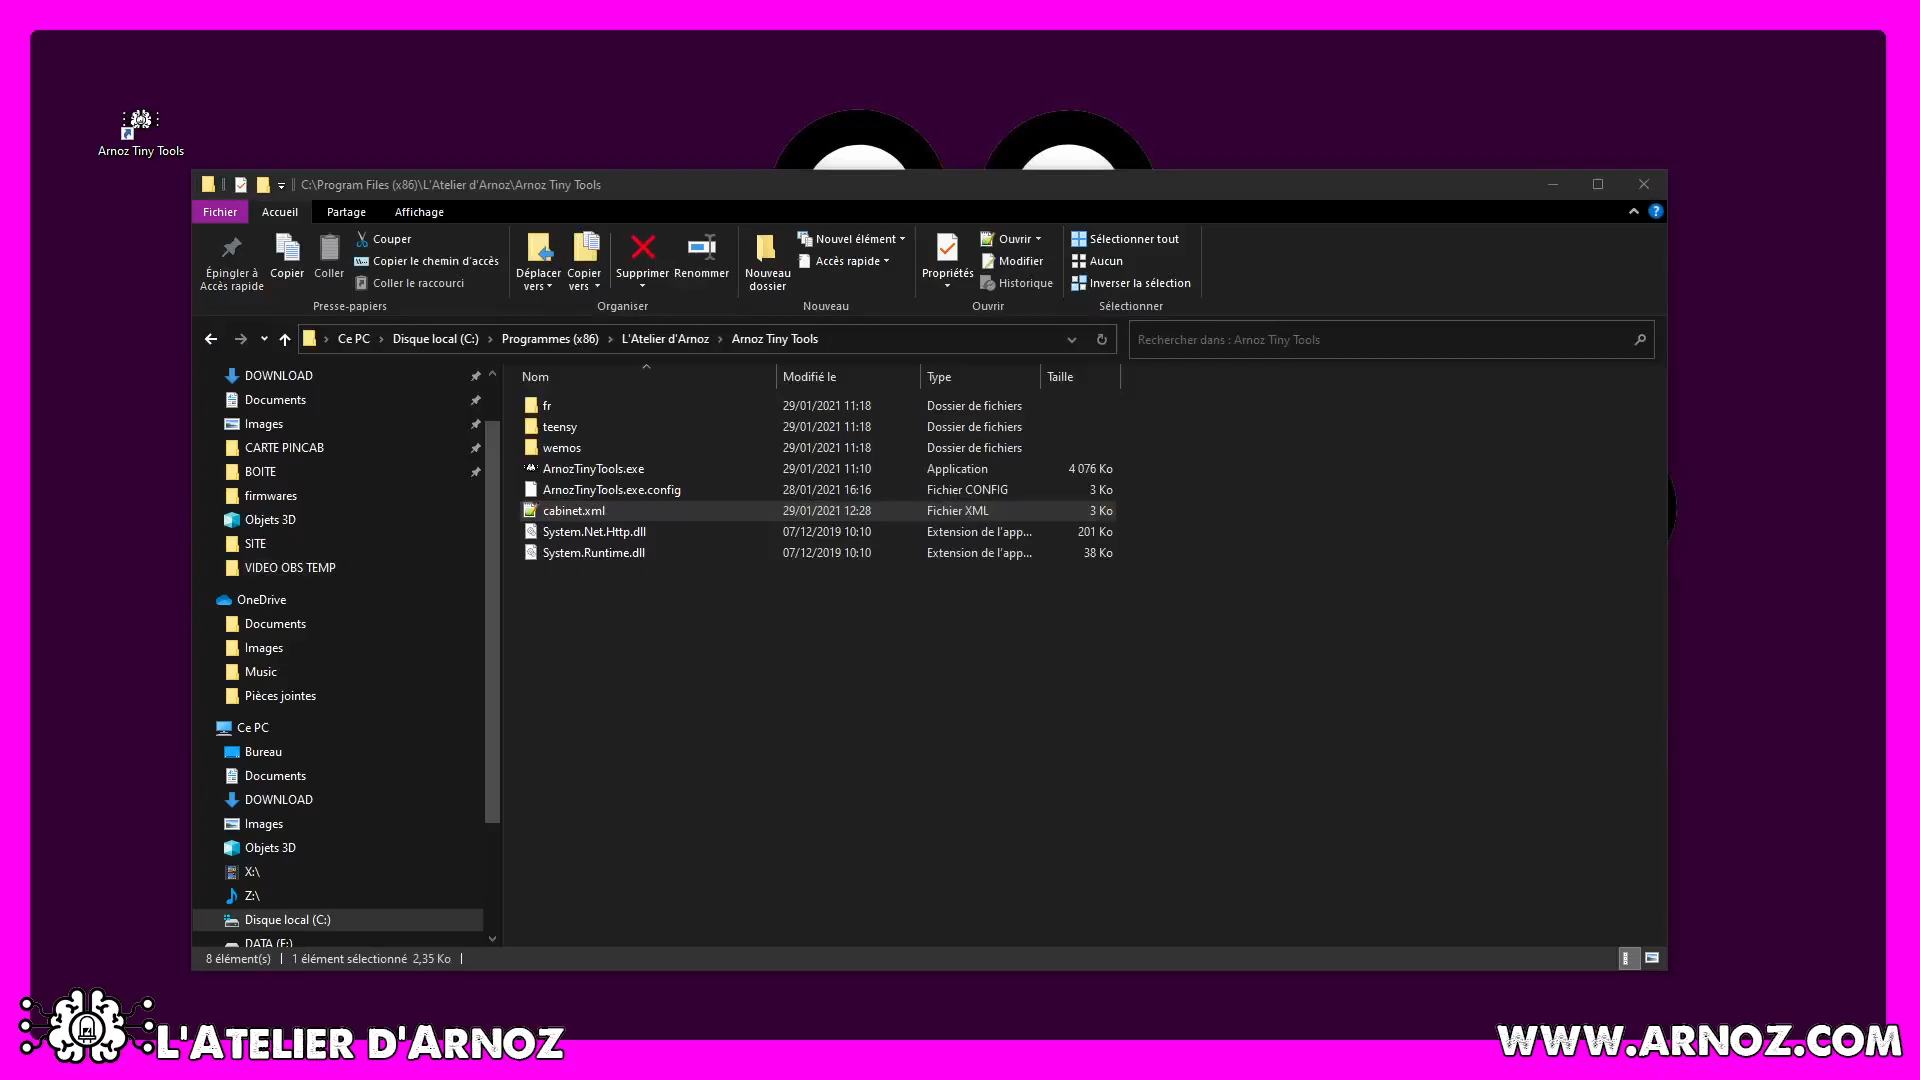 Arnoz Tiny Tools
C:\Program Files (x86)\L'Atelier d'Arnoz\Arnoz Tiny Tools
Fichier
Accueil
Partage
Affichage
Épingler à
Accès rapide
Copier
Coller
Couper
Copier le chemin d'accès
Coller le raccourci
Presse-papiers
Déplacer
vers
Copier
vers
Supprimer
Renommer
Organiser
Nouveau
dossier
Nouvel élément
Accès rapide
Nouveau
Propriétés
Ouvrir
Modifier
Historique
Ouvrir
Sélectionner tout
Aucun
Inverser la sélection
Sélectionner
Ce PC > Disque local (C:) > Programmes (x86) > L'Atelier d'Arnoz > Arnoz Tiny Tools
Rechercher dans : Arnoz Tiny Tools
DOWNLOAD
Documents
Images
CARTE PINCAB
BOITE
firmwares
Objets 3D
SITE
VIDEO OBS TEMP
OneDrive
Documents
Images
Music
Pièces jointes
Ce PC
Bureau
Documents
DOWNLOAD
Images
Objets 3D
X:\
Z:\
Disque local (C:)
DATA (F:)
Nom Modifié le Type Taille
fr 29/01/2021 11:18 Dossier de fichiers
teensy 29/01/2021 11:18 Dossier de fichiers
wemos 29/01/2021 11:18 Dossier de fichiers
ArnozTinyTools.exe 29/01/2021 11:10 Application 4 076 Ko
ArnozTinyTools.exe.config 28/01/2021 16:16 Fichier CONFIG 3 Ko
cabinet.xml 29/01/2021 12:28 Fichier XML 3 Ko
System.Net.Http.dll 07/12/2019 10:10 Extension de l'app... 201 Ko
System.Runtime.dll 07/12/2019 10:10 Extension de l'app... 38 Ko
8 élément(s) 1 élément sélectionné 2,35 Ko
L'ATELIER D'ARNOZ
WWW.ARNOZ.COM